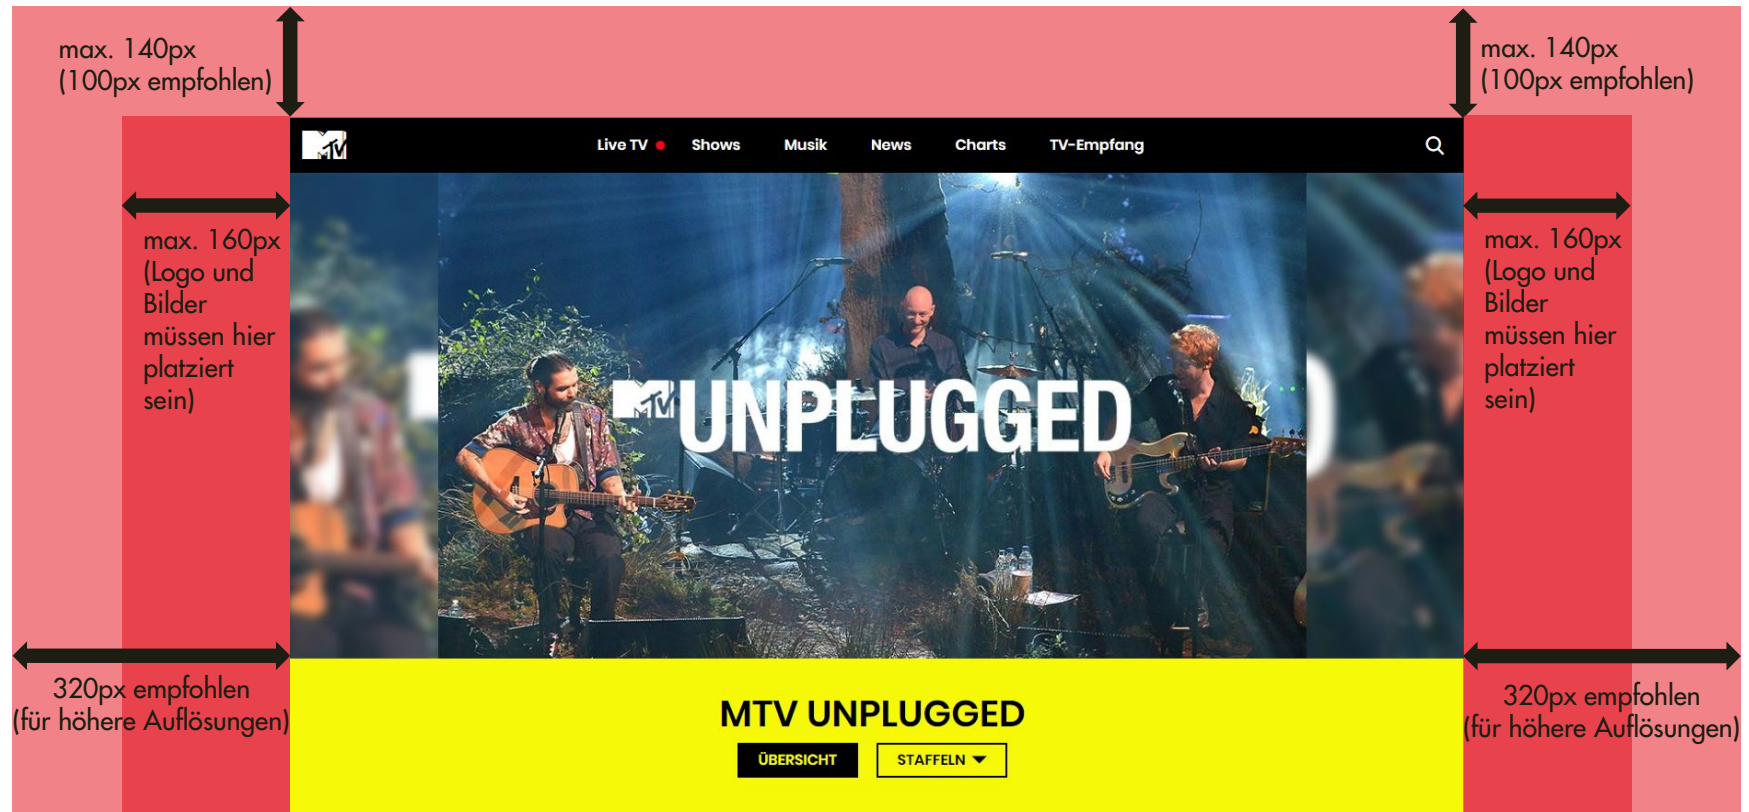 max. 140px
(100px empfohlen)
max. 140px
(100px empfohlen)
MTV
Live TV
Shows
Musik
News
Charts
TV-Empfang
max. 160px
(Logo und
Bilder
müssen hier
platziert
sein)
max. 160px
(Logo und
Bilder
müssen hier
platziert
sein)
MTV UNPLUGGED
D
320px empfohlen
(für höhere Auflösungen)
320px empfohlen
(für höhere Auflösungen)
MTV UNPLUGGED
ÜBERSICHT
STAFFELN